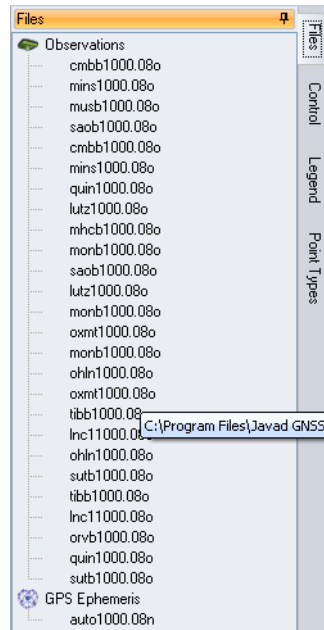 Files
Observations
cmbb1000.08o
mins1000.08o
musb1000.08o
saob1000.08o
cmbb1000.08o
mins1000.08o
quin1000.08o
lutz1000.08o
mhcb1000.08o
monb1000.08o
saob1000.08o
lutz1000.08o
monb1000.08o
oxmt1000.08o
monb1000.08o
ohln1000.08o
oxmt1000.08o
tibb1000.08
C:\Program Files\Javad GNSS
lnc11000.08o
ohln1000.08o
sutb1000.08o
tibb1000.08o
lnc11000.08o
orvb1000.08o
quin1000.08o
sutb1000.08o
GPS Ephemeris
auto1000.08n
Files
Control
Legend
Point Types